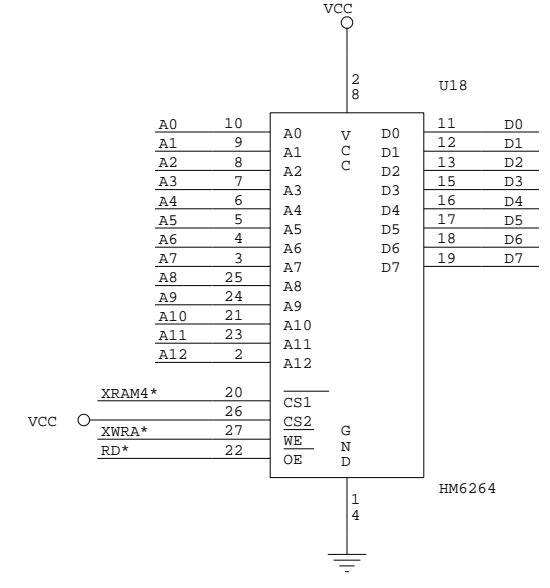 VCC
2
8
U18
A0 10 A0 V D0 11 D0
A1 9 A1 C D1 12 D1
A2 8 A2 C D2 13 D2
A3 7 A3 D3 15 D3
A4 6 A4 D4 16 D4
A5 5 A5 D5 17 D5
A6 4 A6 D6 18 D6
A7 3 A7 D7 19 D7
A8 25 A8
A9 24 A9
A10 21 A10
A11 23 A11
A12 2 A12
XRAM4* 20 CS1
VCC 26 CS2 G
XWRA* 27 WE N
RD* 22 OE D
HM6264
1
4